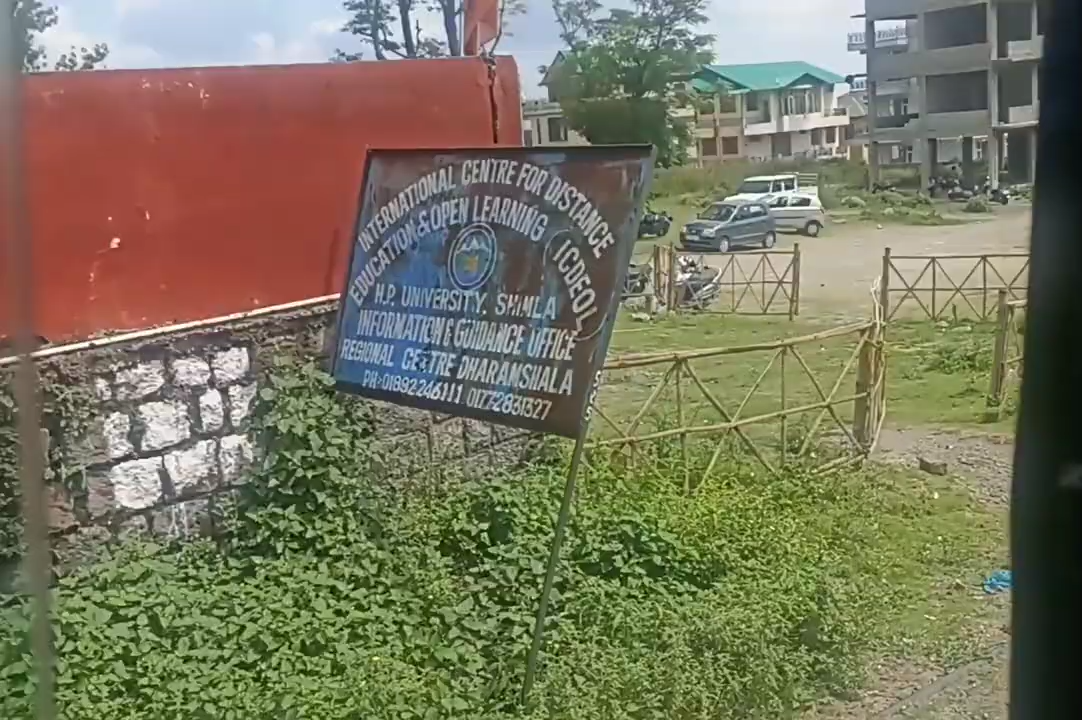 INTERNATIONAL CENTRE FOR DISTANCE
EDUCATION & OPEN LEARNING (ICDEOL)
H.P. UNIVERSITY, SHIMLA
INFORMATION & GUIDANCE OFFICE
REGIONAL CENTRE DHARAMSHALA
PH:01892246111 01772831327